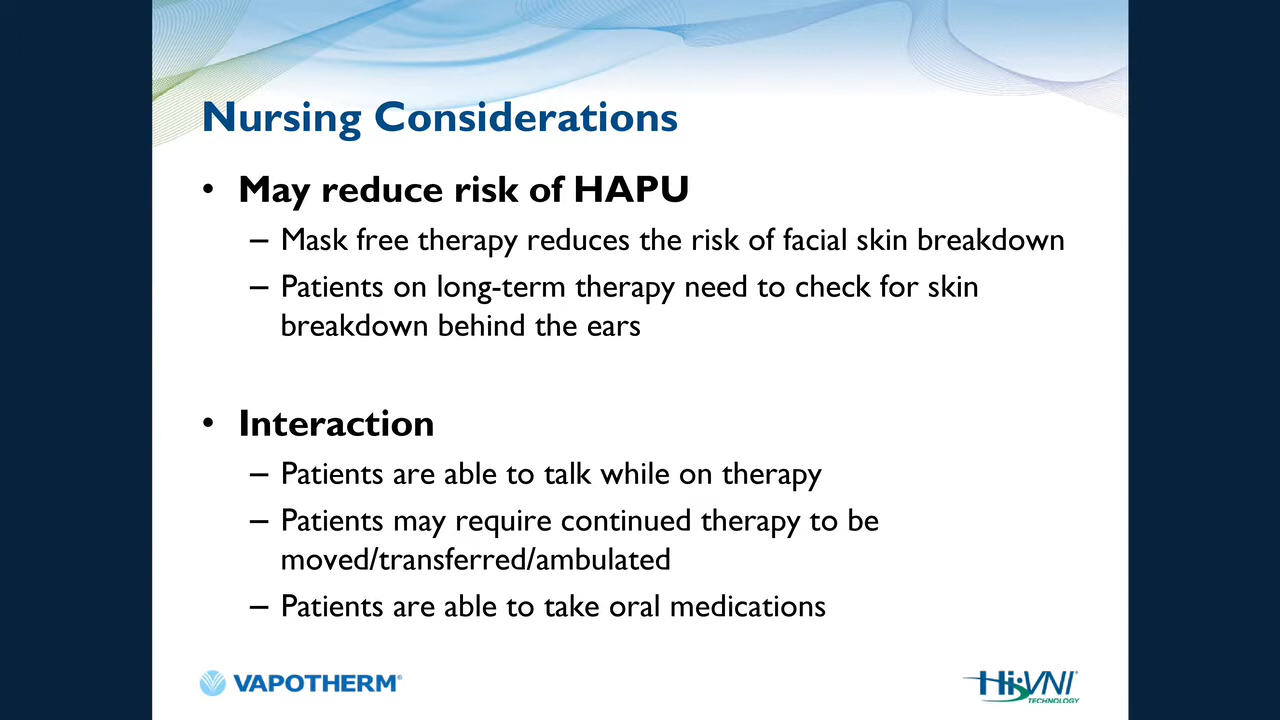 Nursing Considerations
• May reduce risk of HAPU
– Mask free therapy reduces the risk of facial skin breakdown
– Patients on long-term therapy need to check for skin
breakdown behind the ears
• Interaction
– Patients are able to talk while on therapy
– Patients may require continued therapy to be
moved/transferred/ambulated
– Patients are able to take oral medications
VAPOTHERM®
Hi-VNI®
TECHNOLOGY